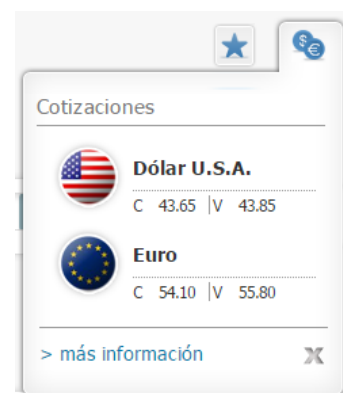 $ €
Cotizaciones
Dólar U.S.A.
C 43.65 | V 43.85
Euro
C 54.10 | V 55.80
> más información X